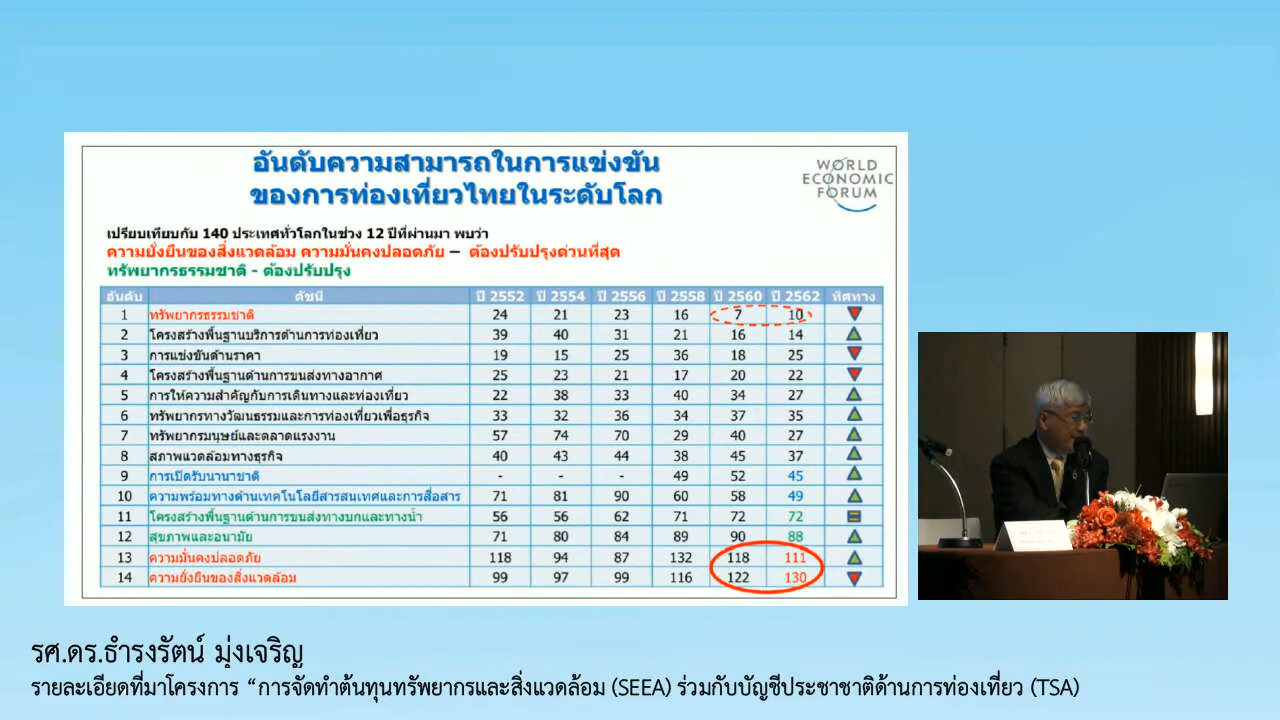 อันดับความสามารถในการแข่งขัน
ของการท่องเที่ยวไทยในระดับโลก
WORLD
ECONOMIC
FORUM
เปรียบเทียบกับ 140 ประเทศทั่วโลกในช่วง 12 ปีที่ผ่านมา พบว่า
ความยั่งยืนของสิ่งแวดล้อม ความมั่นคงปลอดภัย – ต้องปรับปรุงด่วนที่สุด
ทรัพยากรธรรมชาติ - ต้องปรับปรุง
อันดับ ดัชนี ปี 2552 ปี 2554 ปี 2556 ปี 2558 ปี 2560 ปี 2562 ทิศทาง
1 ทรัพยากรธรรมชาติ 24 21 23 16 7 10
2 โครงสร้างพื้นฐานบริการด้านการท่องเที่ยว 39 40 31 21 16 14
3 การแข่งขันด้านราคา 19 15 25 36 18 25
4 โครงสร้างพื้นฐานด้านการขนส่งทางอากาศ 25 23 21 17 20 22
5 การให้ความสำคัญกับการเดินทางและท่องเที่ยว 22 38 33 40 34 27
6 ทรัพยากรทางวัฒนธรรมและการท่องเที่ยวเพื่อธุรกิจ 33 32 36 34 37 35
7 ทรัพยากรมนุษย์และตลาดแรงงาน 57 74 70 29 40 27
8 สภาพแวดล้อมทางธุรกิจ 40 43 44 38 45 37
9 การเปิดรับนานาชาติ - - - 49 52 45
10 ความพร้อมทางด้านเทคโนโลยีสารสนเทศและการสื่อสาร 71 81 90 60 58 49
11 โครงสร้างพื้นฐานด้านการขนส่งทางบกและทางน้ำ 56 56 62 71 72 72
12 สุขภาพและอนามัย 71 80 84 89 90 88
13 ความมั่นคงปลอดภัย 118 94 87 132 118 111
14 ความยั่งยืนของสิ่งแวดล้อม 99 97 99 116 122 130
รศ.ดร.ธำรงรัตน์ มุ่งเจริญ
รายละเอียดที่มาโครงการ “การจัดทำต้นทุนทรัพยากรและสิ่งแวดล้อม (SEEA) ร่วมกับบัญชีประชาชาติด้านการท่องเที่ยว (TSA)